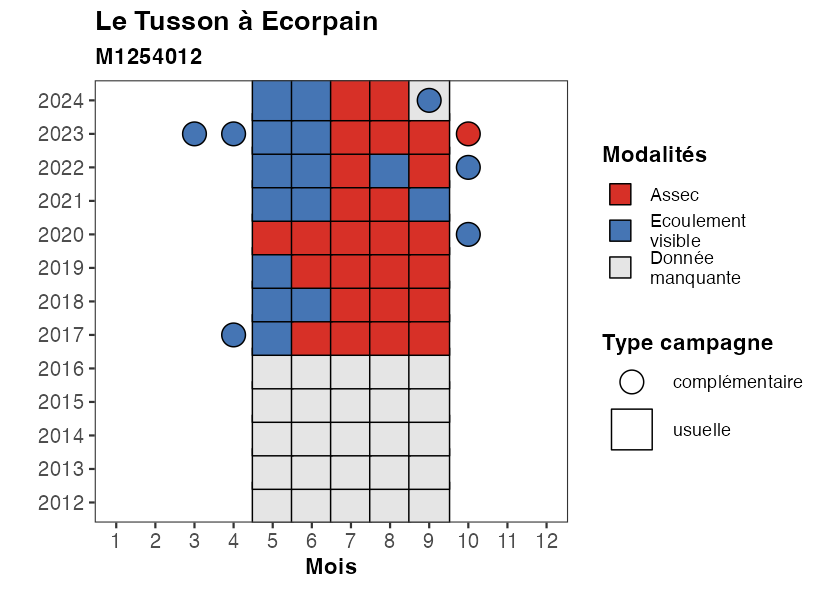 Le Tusson à Ecorpain
M1254012
2024
2023
2022
2021
2020
2019
2018
2017
2016
2015
2014
2013
2012
1 2 3 4 5 6 7 8 9 10 11 12
Mois
Modalités
Assec
Ecoulement
visible
Donnée
manquante
Type campagne
complémentaire
usuelle